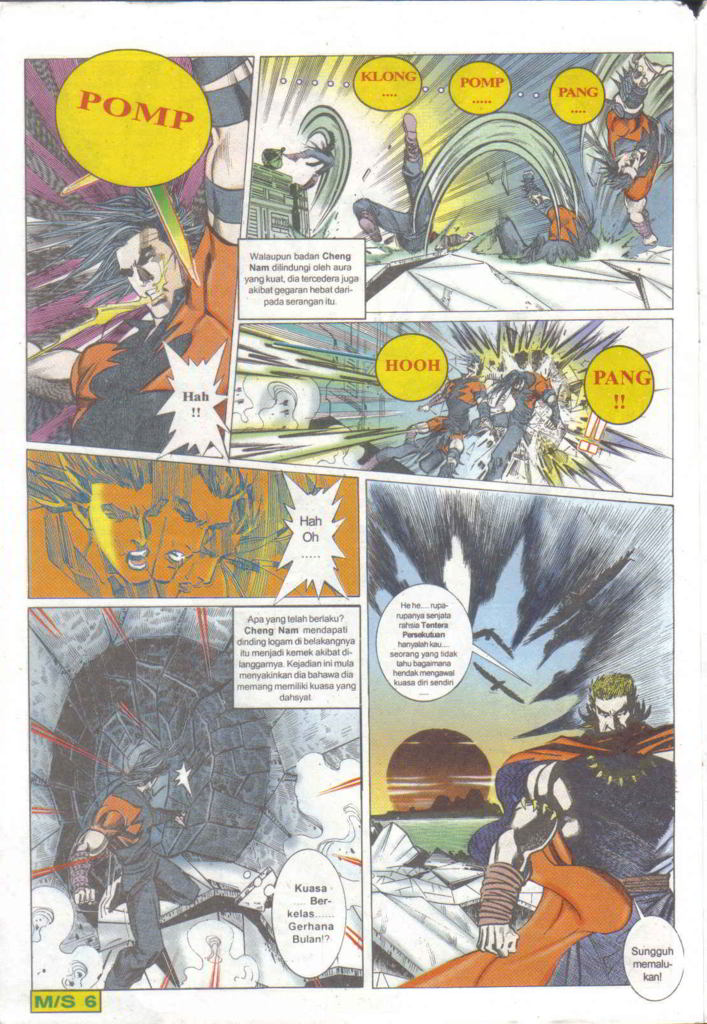 POMP
KLONG
....
POMP
.....
PANG
....
Walaupun badan Cheng
Nam dilindungi oleh aura
yang kuat, dia tercedera juga
akibat gegaran hebat dari-
pada serangan itu.
Hah
!!
HOOH
PANG
!!
Hah
Oh
.....
Apa yang telah berlaku?
Cheng Nam mendapati
dinding logam di belakangnya
itu menjadi kemek akibat di-
langgarnya. Kejadian ini mula
menyakinkan dia bahawa dia
memang memiliki kuasa yang
dahsyat.
He he.... rupa-
rupanya senjata
rahsia Tentera
Persekutuan
hanyalah kau....
seorang yang tidak
tahu bagaimana
hendak mengawal
kuasa diri sendiri
....
Kuasa
.... Ber-
kelas......
Gerhana
Bulan!?
Sungguh
memalu-
kan!
M/S 6